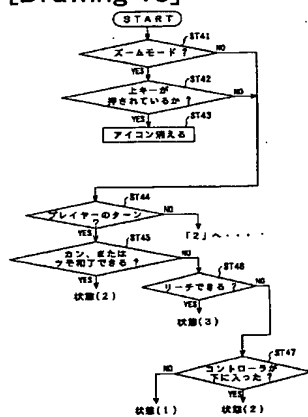 [Drawing 10]
START
ST41
ズームモード?
NO
YES
ST42
上キーが
押されているか?
NO
YES
ST43
アイコン消える
ST44
プレイヤーのターン
?
NO
YES
「2」へ・・・・
ST45
カン、または
ツモ和了できる?
NO
YES
状態(2)
ST46
リーチできる?
NO
YES
状態(3)
ST47
コントローラが
下に入った?
NO
YES
状態(1)
状態(2)